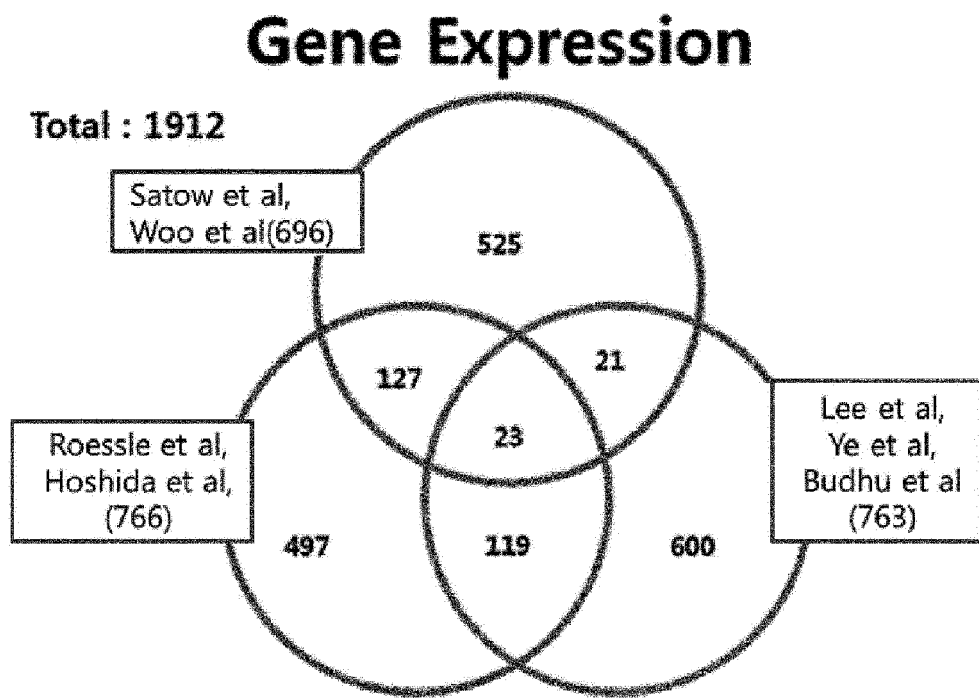 Gene Expression
Total : 1912
Satow et al,
Woo et al(696)
525
127
21
23
Roessle et al,
Hoshida et al,
(766)
Lee et al,
Ye et al,
Budhu et al
(763)
497
119
600